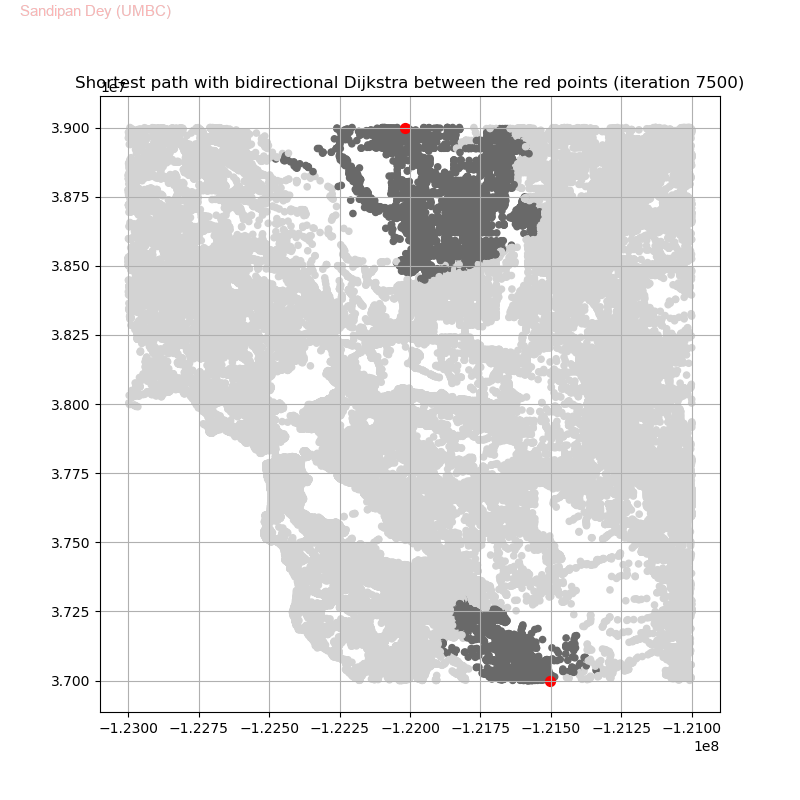 Sandipan Dey (UMBC)
Shortest path with bidirectional Dijkstra between the red points (iteration 7500)
1e7
3.900
3.875
3.850
3.825
3.800
3.775
3.750
3.725
3.700
−1.2300 −1.2275 −1.2250 −1.2225 −1.2200 −1.2175 −1.2150 −1.2125 −1.2100
1e8